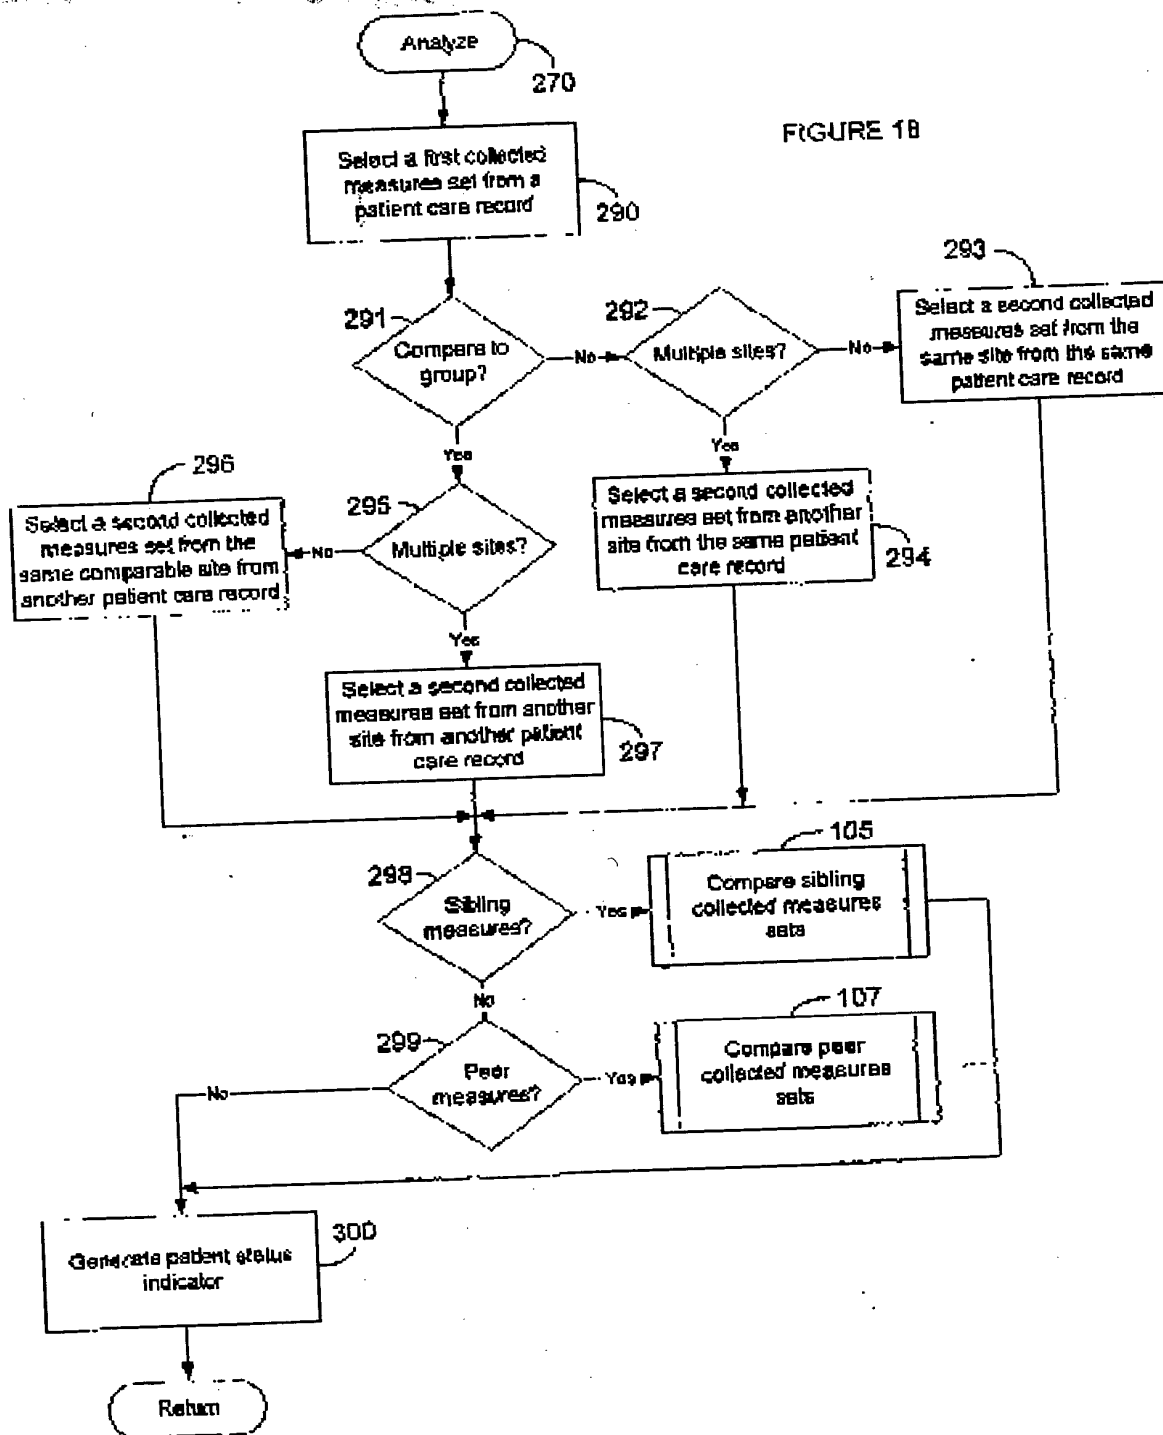 Analyze
270
FIGURE 18
Select a first collected
measures set from a
patient care record
290
293
291
Compare to
group?
No
292
Multiple sites?
No
Select a second collected
measures set from the
same site from the same
patient care record
Yes
Yes
296
Select a second collected
measures set from the
same comparable site from
another patient care record
No
295
Multiple sites?
Select a second collected
measures set from another
site from the same patient
care record
294
Yes
Select a second collected
measures set from another
site from another patient
care record
297
298
Sibling
measures?
Yes
105
Compare sibling
collected measures
sets
No
299
Peer
measures?
Yes
107
Compare peer
collected measures
sets
No
Generate patient status
indicator
300
Return